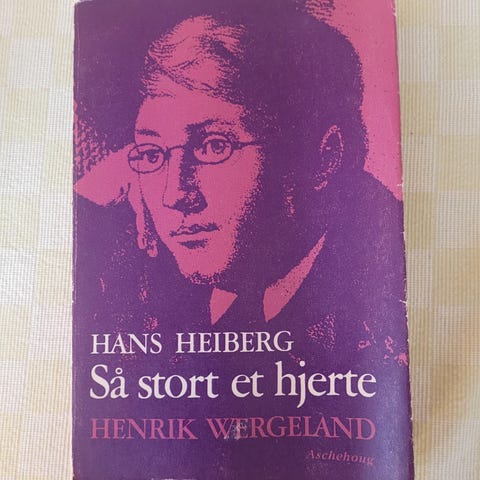 HANS HEIBERG
Så stort et hjerte
HENRIK WERGELAND
Aschehoug